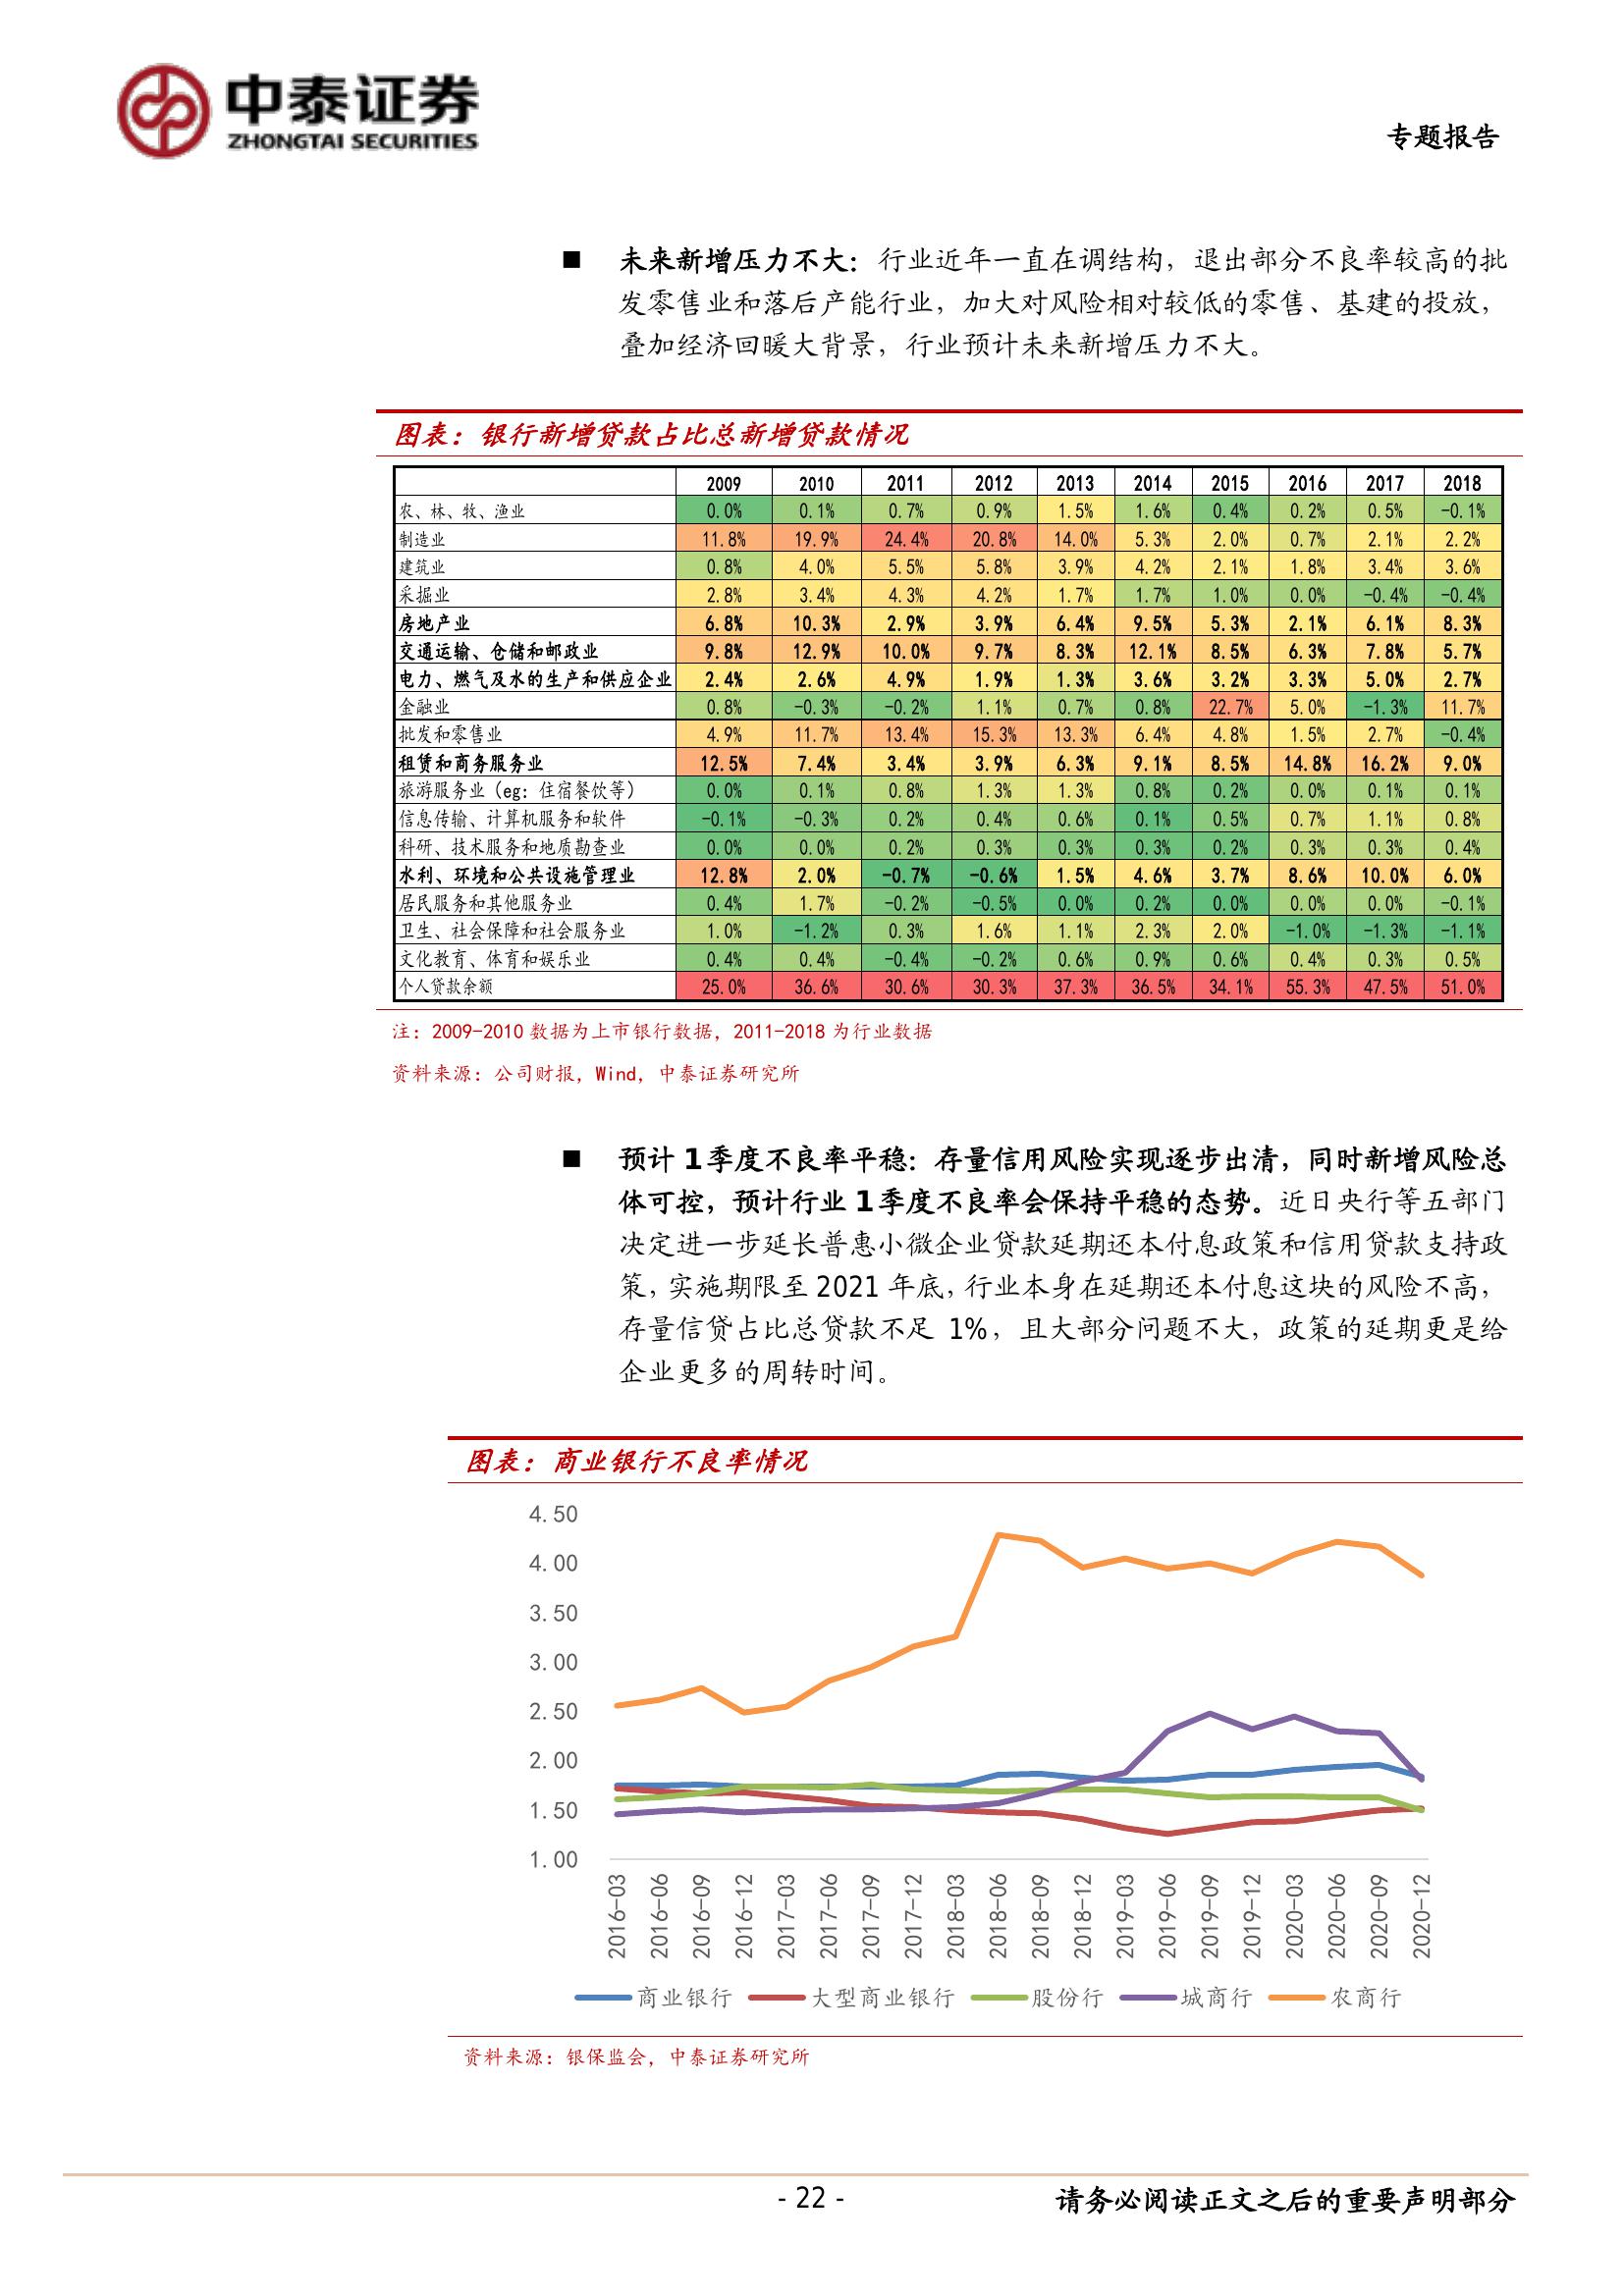 中泰证券
ZHONGTAI SECURITIES
专题报告
■ 未来新增压力不大：行业近年一直在调结构，退出部分不良率较高的批
发零售业和落后产能行业，加大对风险相对较低的零售、基建的投放，
叠加经济回暖大背景，行业预计未来新增压力不大。
图表：银行新增贷款占比总新增贷款情况
2009 2010 2011 2012 2013 2014 2015 2016 2017 2018
农、林、牧、渔业 0.0% 0.1% 0.7% 0.9% 1.5% 1.6% 0.4% 0.2% 0.5% -0.1%
制造业 11.8% 19.9% 24.4% 20.8% 14.0% 5.3% 2.0% 0.7% 2.1% 2.2%
建筑业 0.8% 4.0% 5.5% 5.8% 3.9% 4.2% 2.1% 1.8% 3.4% 3.6%
采掘业 2.8% 3.4% 4.3% 4.2% 1.7% 1.7% 1.0% 0.0% -0.4% -0.4%
房地产业 6.8% 10.3% 2.9% 3.9% 6.4% 9.5% 5.3% 2.1% 6.1% 8.3%
交通运输、仓储和邮政业 9.8% 12.9% 10.0% 9.7% 8.3% 12.1% 8.5% 6.3% 7.8% 5.7%
电力、燃气及水的生产和供应企业 2.4% 2.6% 4.9% 1.9% 1.3% 3.6% 3.2% 3.3% 5.0% 2.7%
金融业 0.8% -0.3% -0.2% 1.1% 0.7% 0.8% 22.7% 5.0% -1.3% 11.7%
批发和零售业 4.9% 11.7% 13.4% 15.3% 13.3% 6.4% 4.8% 1.5% 2.7% -0.4%
租赁和商务服务业 12.5% 7.4% 3.4% 3.9% 6.3% 9.1% 8.5% 14.8% 16.2% 9.0%
旅游服务业（eg：住宿餐饮等） 0.0% 0.1% 0.8% 1.3% 1.3% 0.8% 0.2% 0.0% 0.1% 0.1%
信息传输、计算机服务和软件 -0.1% -0.3% 0.2% 0.4% 0.6% 0.1% 0.5% 0.7% 1.1% 0.8%
科研、技术服务和地质勘查业 0.0% 0.0% 0.2% 0.3% 0.3% 0.3% 0.2% 0.3% 0.3% 0.4%
水利、环境和公共设施管理业 12.8% 2.0% -0.7% -0.6% 1.5% 4.6% 3.7% 8.6% 10.0% 6.0%
居民服务和其他服务业 0.4% 1.7% -0.2% -0.5% 0.0% 0.2% 0.0% 0.0% 0.0% -0.1%
卫生、社会保障和社会服务业 1.0% -1.2% 0.3% 1.6% 1.1% 2.3% 2.0% -1.0% -1.3% -1.1%
文化教育、体育和娱乐业 0.4% 0.4% -0.4% -0.2% 0.6% 0.9% 0.6% 0.4% 0.3% 0.5%
个人贷款余额 25.0% 36.6% 30.6% 30.3% 37.3% 36.5% 34.1% 55.3% 47.5% 51.0%
注：2009-2010 数据为上市银行数据，2011-2018 为行业数据
资料来源：公司财报，Wind，中泰证券研究所
■ 预计 1 季度不良率平稳：存量信用风险实现逐步出清，同时新增风险总
体可控，预计行业 1 季度不良率会保持平稳的态势。近日央行等五部门
决定进一步延长普惠小微企业贷款延期还本付息政策和信用贷款支持政
策，实施期限至 2021 年底，行业本身在延期还本付息这块的风险不高，
存量信贷占比总贷款不足 1%，且大部分问题不大，政策的延期更是给
企业更多的周转时间。
图表：商业银行不良率情况
4.50
4.00
3.50
3.00
2.50
2.00
1.50
1.00
2016-03 2016-06 2016-09 2016-12 2017-03 2017-06 2017-09 2017-12 2018-03 2018-06 2018-09 2018-12 2019-03 2019-06 2019-09 2019-12 2020-03 2020-06 2020-09 2020-12
商业银行 大型商业银行 股份行 城商行 农商行
资料来源：银保监会，中泰证券研究所
- 22 -
请务必阅读正文之后的重要声明部分